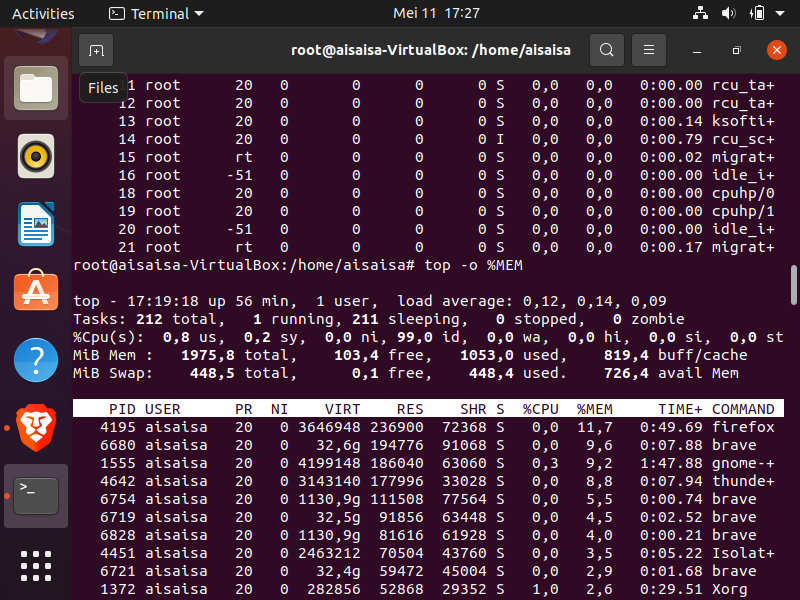 Activities Terminal Mei 11 17:27
root@aisaisa-VirtualBox: /home/aisaisa
Files
11 root 20 0 0 0 0 S 0,0 0,0 0:00.00 rcu_ta+
12 root 20 0 0 0 0 S 0,0 0,0 0:00.00 rcu_ta+
13 root 20 0 0 0 0 S 0,0 0,0 0:00.14 ksofti+
14 root 20 0 0 0 0 I 0,0 0,0 0:00.79 rcu_sc+
15 root rt 0 0 0 0 S 0,0 0,0 0:00.02 migrat+
16 root -51 0 0 0 0 S 0,0 0,0 0:00.00 idle_i+
18 root 20 0 0 0 0 S 0,0 0,0 0:00.00 cpuhp/0
19 root 20 0 0 0 0 S 0,0 0,0 0:00.00 cpuhp/1
20 root -51 0 0 0 0 S 0,0 0,0 0:00.00 idle_i+
21 root rt 0 0 0 0 S 0,0 0,0 0:00.17 migrat+
root@aisaisa-VirtualBox:/home/aisaisa# top -o %MEM
top - 17:19:18 up 56 min, 1 user, load average: 0,12, 0,14, 0,09
Tasks: 212 total, 1 running, 211 sleeping, 0 stopped, 0 zombie
%Cpu(s): 0,8 us, 0,2 sy, 0,0 ni, 99,0 id, 0,0 wa, 0,0 hi, 0,0 si, 0,0 st
MiB Mem : 1975,8 total, 103,4 free, 1053,0 used, 819,4 buff/cache
MiB Swap: 448,5 total, 0,1 free, 448,4 used. 726,4 avail Mem
PID USER PR NI VIRT RES SHR S %CPU %MEM TIME+ COMMAND
4195 aisaisa 20 0 3646948 236900 72368 S 0,0 11,7 0:49.69 firefox
6680 aisaisa 20 0 32,6g 194776 91068 S 0,0 9,6 0:07.88 brave
1555 aisaisa 20 0 4199148 186040 63060 S 0,3 9,2 1:47.88 gnome-+
4642 aisaisa 20 0 3143140 177996 33028 S 0,0 8,8 0:07.94 thunde+
6754 aisaisa 20 0 1130,9g 111508 77564 S 0,0 5,5 0:00.74 brave
6719 aisaisa 20 0 32,5g 91856 63448 S 0,0 4,5 0:02.52 brave
6828 aisaisa 20 0 1130,9g 81616 61928 S 0,0 4,0 0:00.21 brave
4451 aisaisa 20 0 2463212 70504 43760 S 0,0 3,5 0:05.22 Isolat+
6721 aisaisa 20 0 32,4g 59472 45004 S 0,0 2,9 0:01.68 brave
1372 aisaisa 20 0 282856 52868 29352 S 1,0 2,6 0:29.51 Xorg